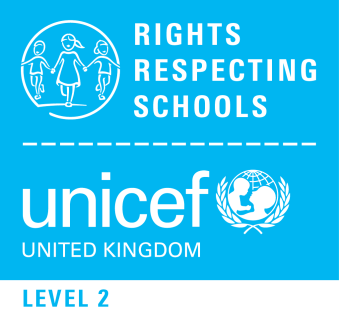 RIGHTS
RESPECTING
SCHOOLS
unicef
UNITED KINGDOM
LEVEL 2